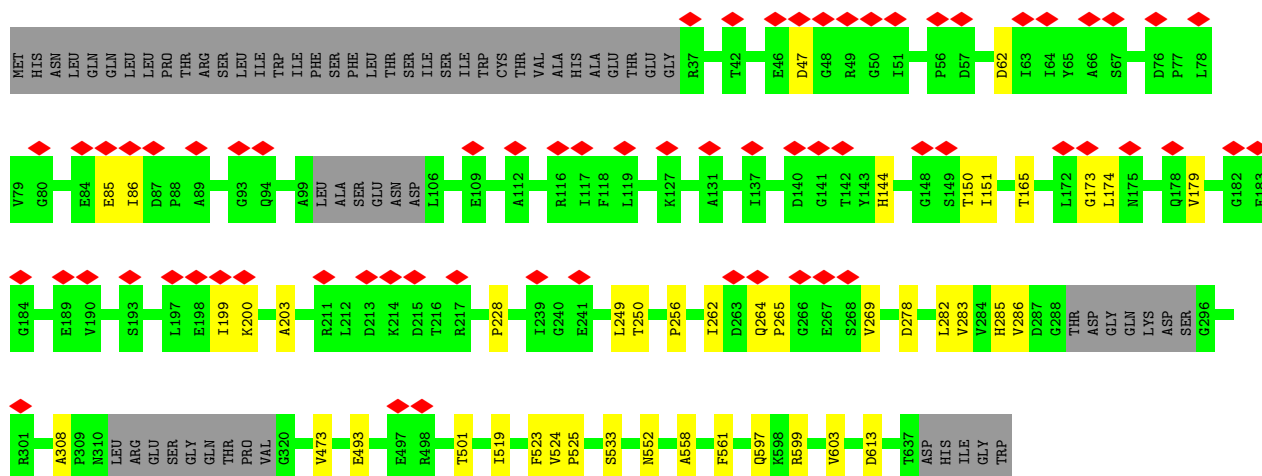 MET HIS ASN LEU GLN GLN LEU LEU PRO THR ARG SER LEU ILE TRP ILE PHE SER PHE LEU THR SER ILE SER ILE TRP CYS THR VAL ALA HIS ALA GLU THR GLU GLY R37 T42 E46 D47 G48 R49 G50 I51 P56 D57 D62 I63 I64 Y65 A66 S67 D76 P77 L78
V79 G80 E84 E85 I86 D87 P88 A89 G93 Q94 A99 LEU ALA SER GLU ASN ASP L106 E109 A112 R116 I117 F118 L119 K127 A131 I137 D140 G141 T142 Y143 H144 G148 S149 T150 I151 T165 L172 G173 L174 N175 Q178 V179 G182 E183
G184 E189 V190 S193 L197 E198 I199 K200 A203 R211 L212 D213 K214 D215 T216 R217 P228 I239 G240 E241 L249 T250 P256 I262 D263 Q264 P265 G266 E267 S268 V269 D278 L282 V283 V284 H285 V286 D287 G288 THR ASP GLY GLN LYS ASP SER G296
R301 A308 P309 N310 LEU ARG GLU SER GLY GLN THR PRO VAL G320 V473 E493 E497 R498 T501 I519 F523 V524 P525 S533 N552 A558 F561 Q597 K598 R599 V603 D613 T637 ASP HIS ILE GLY TRP